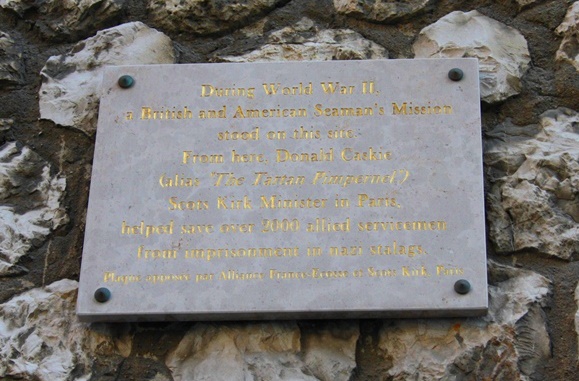 During World War II,
a British and American Seaman's Mission
stood on this site.
From here, Donald Caskie
(alias "The Tartan Pimpernel")
Scots Kirk Minister in Paris,
helped save over 2000 allied servicemen
from imprisonment in nazi stalags.
Plaque apposée par Alliance France-Ecosse et Scots Kirk, Paris